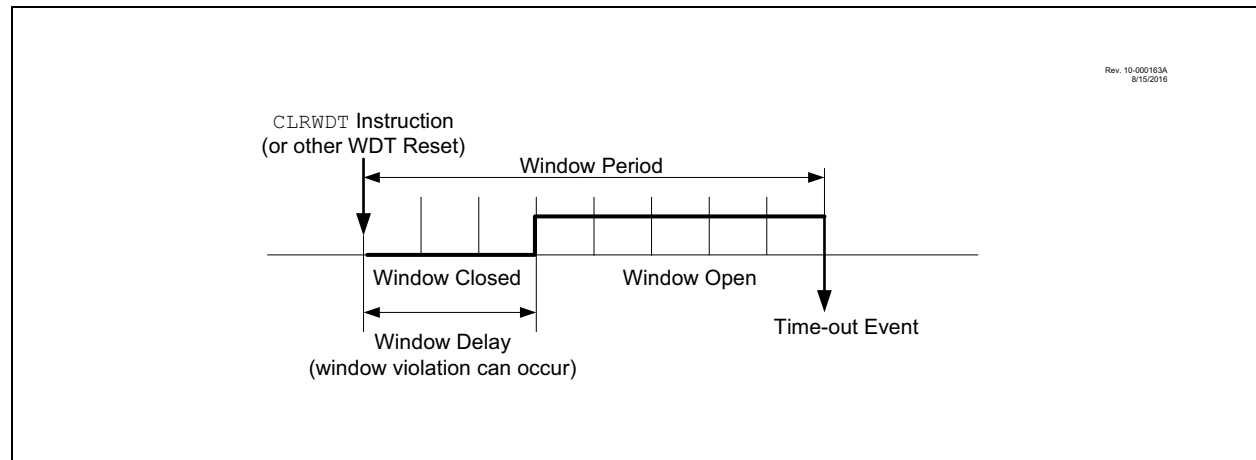 Rev. 10-000163A
8/15/2016
CLRWDT Instruction
(or other WDT Reset)
Window Period
Window Closed
Window Open
Window Delay
(window violation can occur)
Time-out Event